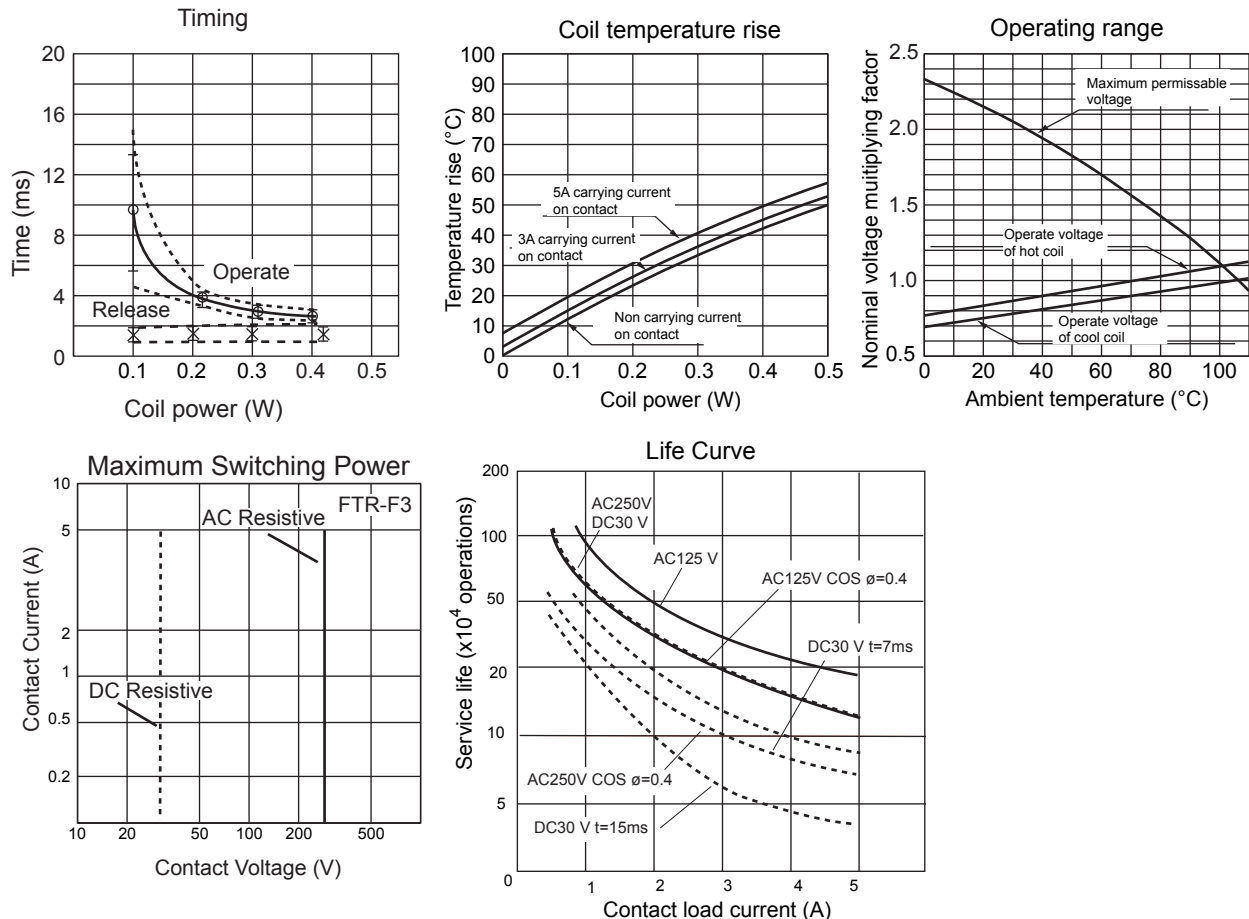 Timing
Time (ms)
20
16
12
8
4
0
Operate
Release
0.1
0.2
0.3
0.4
0.5
Coil power (W)
Coil temperature rise
Temperature rise (°C)
100
90
80
70
60
50
40
30
20
10
0
5A carrying current
on contact
3A carrying current
on contact
Non carrying current
on contact
0
0.1
0.2
0.3
0.4
0.5
Coil power (W)
Operating range
Nominal voltage multiplying factor
2.5
2.0
1.5
1.0
0.5
Maximum permissable
voltage
Operate voltage
of hot coil
Operate voltage
of cool coil
0
20
40
60
80
100
Ambient temperature (°C)
Maximum Switching Power
Contact Current (A)
10
5
2
1
0.5
0.2
FTR-F3
AC Resistive
DC Resistive
10
20
50
100
200
500
Contact Voltage (V)
Life Curve
Service life (x10⁴ operations)
200
100
50
20
10
5
0
AC250V
DC30 V
AC125 V
AC125V COS ø=0.4
DC30 V t=7ms
AC250V COS ø=0.4
DC30 V t=15ms
1
2
3
4
5
Contact load current (A)